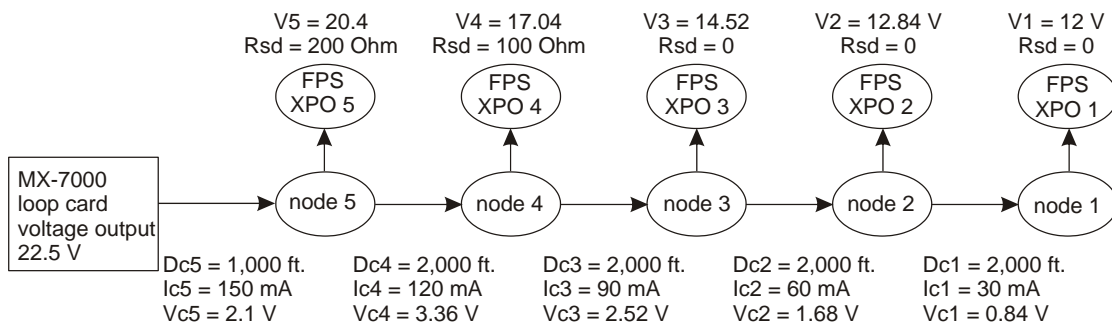 V5 = 20.4
Rsd = 200 Ohm
V4 = 17.04
Rsd = 100 Ohm
V3 = 14.52
Rsd = 0
V2 = 12.84 V
Rsd = 0
V1 = 12 V
Rsd = 0
FPS
XPO 5
FPS
XPO 4
FPS
XPO 3
FPS
XPO 2
FPS
XPO 1
MX-7000
loop card
voltage output
22.5 V
node 5
node 4
node 3
node 2
node 1
Dc5 = 1,000 ft.
Ic5 = 150 mA
Vc5 = 2.1 V
Dc4 = 2,000 ft.
Ic4 = 120 mA
Vc4 = 3.36 V
Dc3 = 2,000 ft.
Ic3 = 90 mA
Vc3 = 2.52 V
Dc2 = 2,000 ft.
Ic2 = 60 mA
Vc2 = 1.68 V
Dc1 = 2,000 ft.
Ic1 = 30 mA
Vc1 = 0.84 V